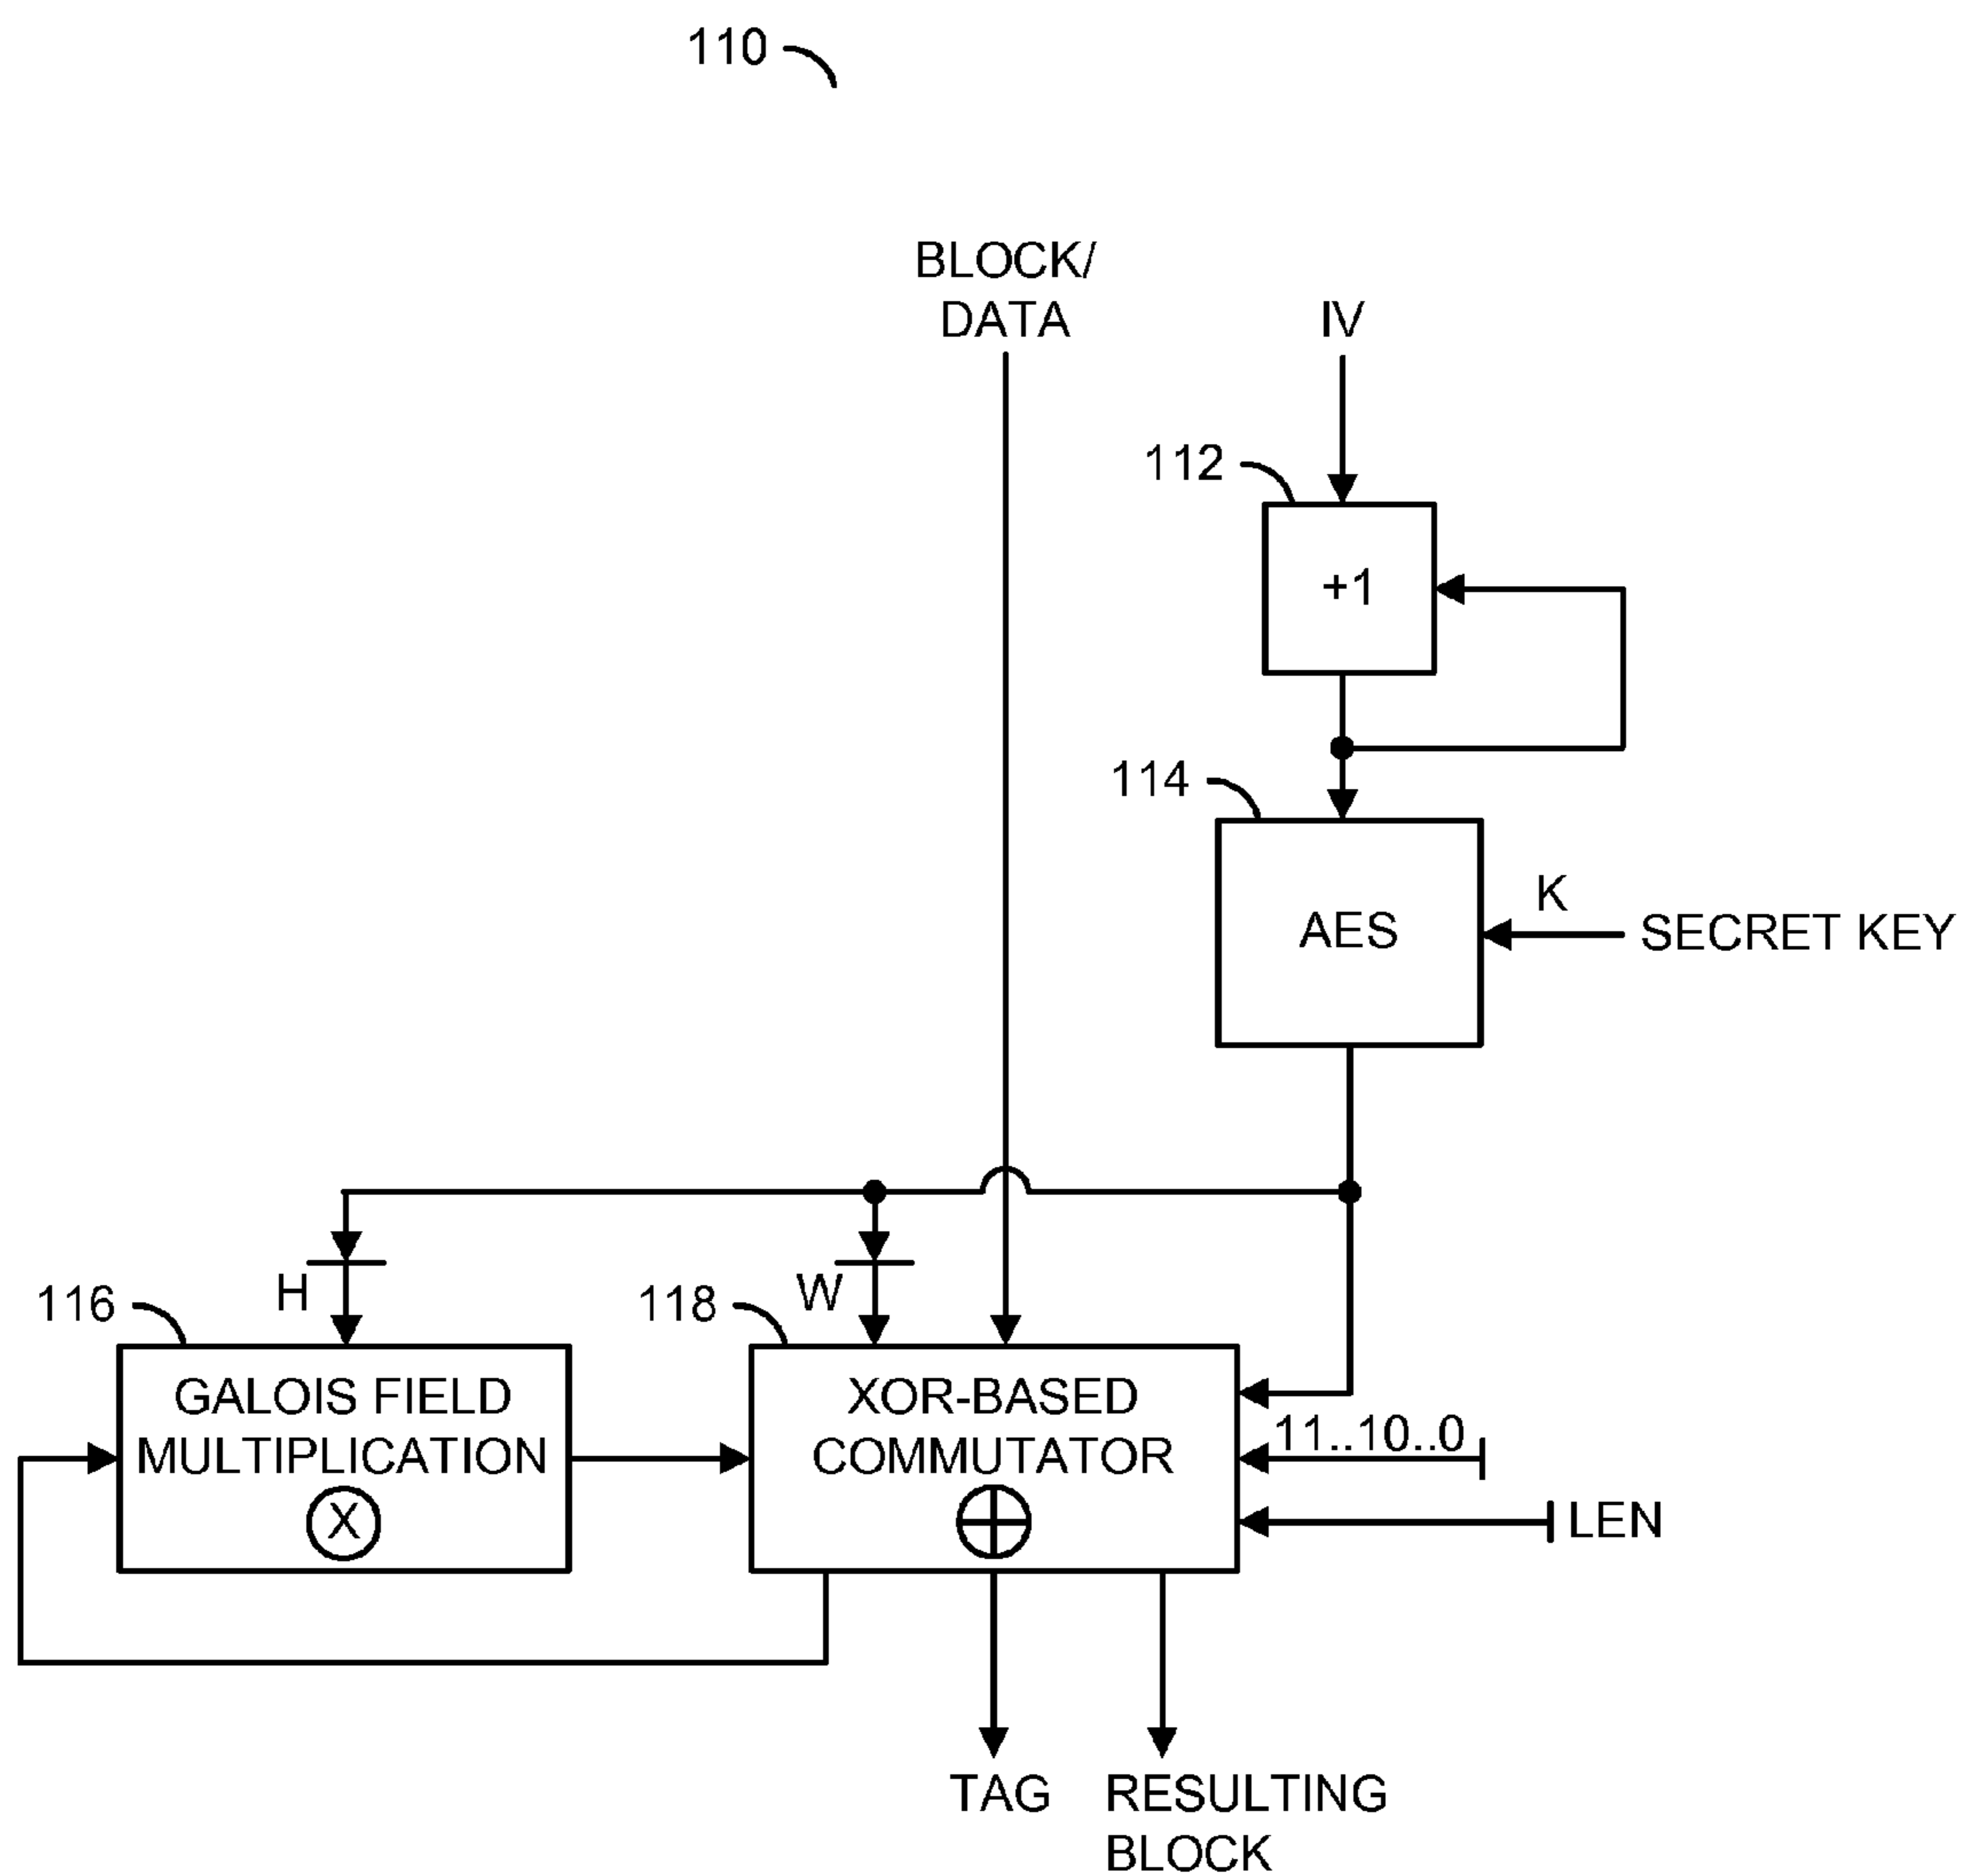 110
BLOCK/
DATA
IV
112
+1
114
AES
K
SECRET KEY
H
W
116
118
GALOIS FIELD
MULTIPLICATION
X
XOR-BASED
COMMUTATOR
11..10..0
LEN
TAG
RESULTING
BLOCK